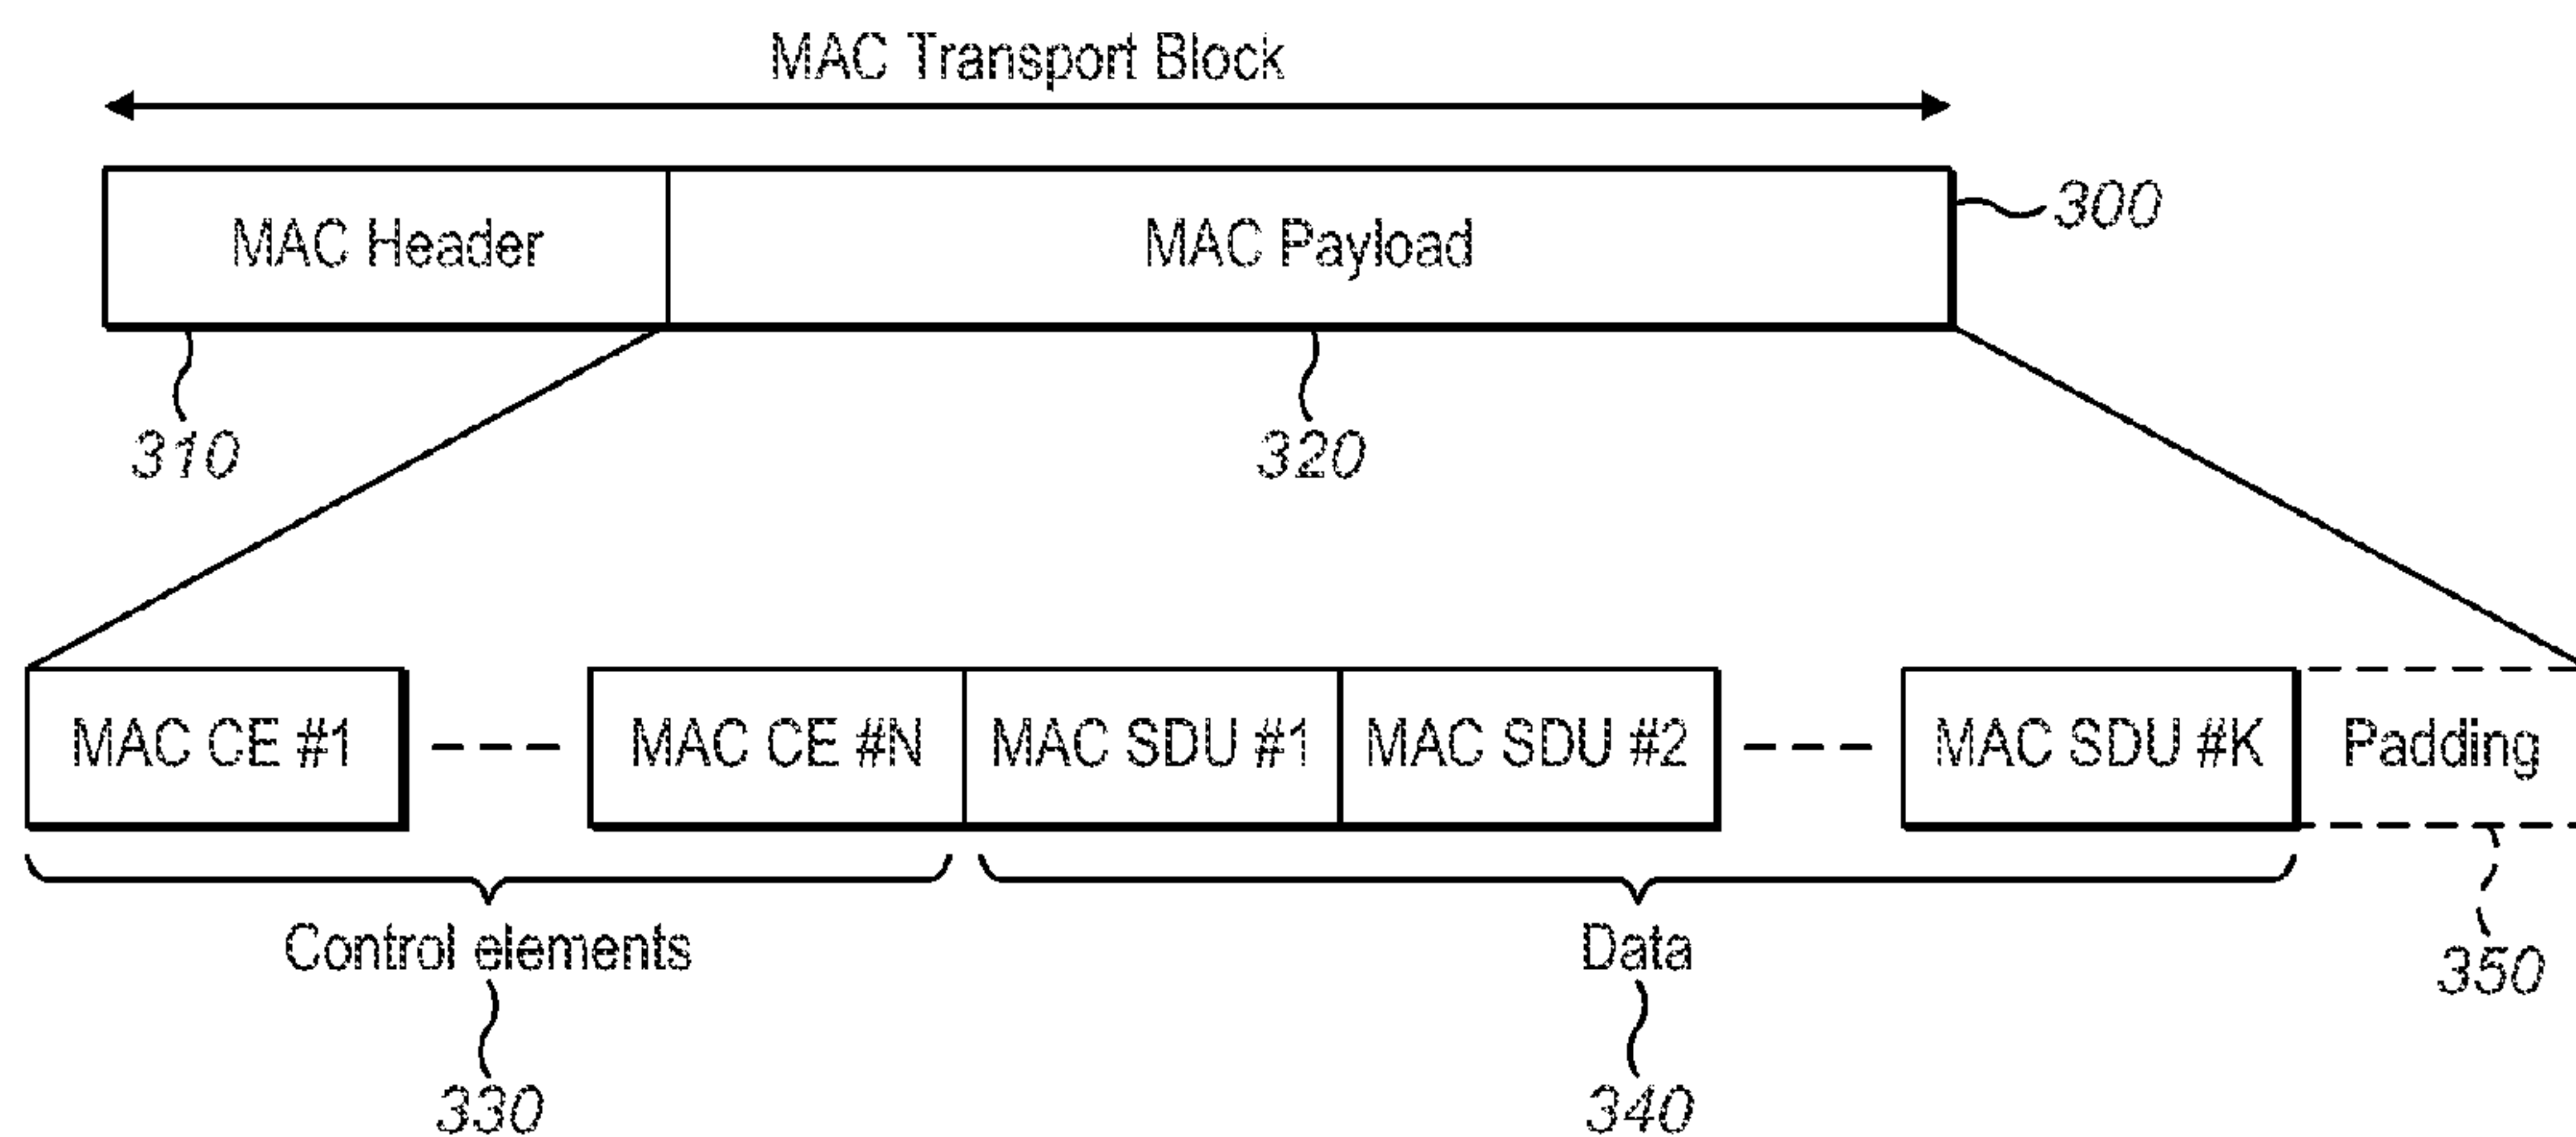 MAC Transport Block
MAC Header
MAC Payload
300
310
320
MAC CE #1
MAC CE #N
MAC SDU #1
MAC SDU #2
MAC SDU #K
Padding
Control elements
Data
350
330
340